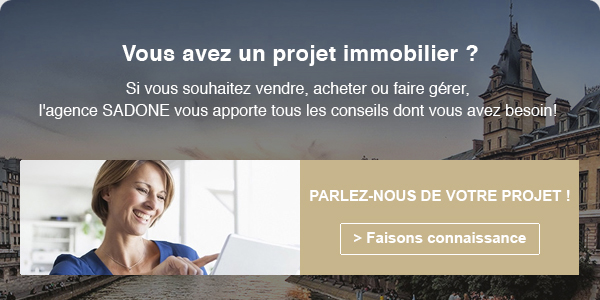 Vous avez un projet immobilier ?
Si vous souhaitez vendre, acheter ou faire gérer,
l'agence SADONE vous apporte tous les conseils dont vous avez besoin!
PARLEZ-NOUS DE VOTRE PROJET !
> Faisons connaissance